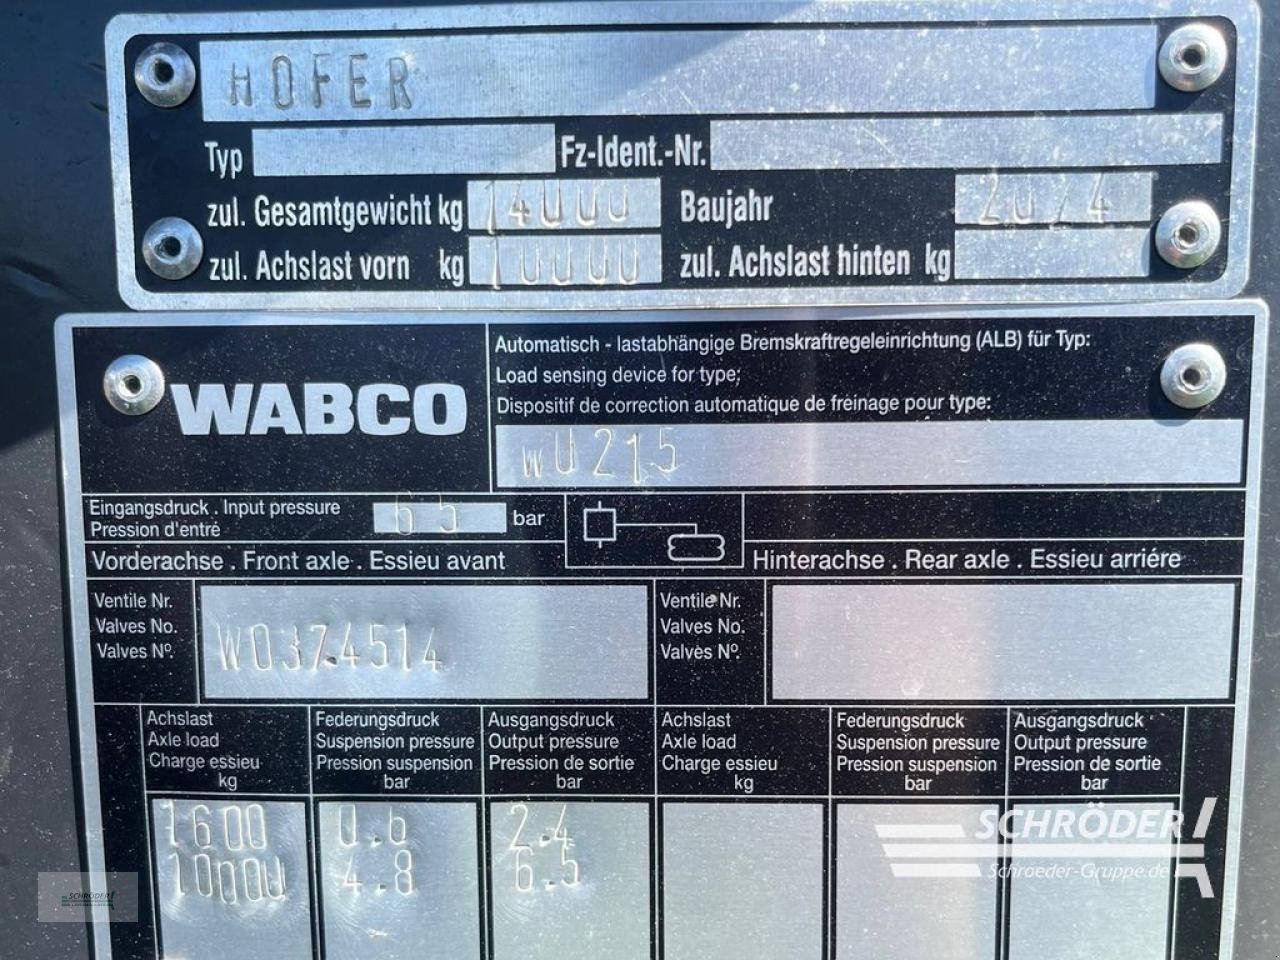 HOFER
Typ
Fz-Ident.-Nr.
zul. Gesamtgewicht kg 14000 Baujahr 2024
zul. Achslast vorn kg 10000 zul. Achslast hinten kg
WABCO
Automatisch - lastabhängige Bremskraftregeleinrichtung (ALB) für Typ:
Load sensing device for type:
Dispositif de correction automatique de freinage pour type:
WU215
Eingangsdruck . Input pressure
Pression d'entré
65 bar
Vorderachse . Front axle . Essieu avant
Hinterachse . Rear axle . Essieu arriére
Ventile Nr.
Valves No.
Valves Nº.
W0374514
Ventile Nr.
Valves No.
Valves Nº.
Achslast
Axle load
Charge essieu
kg
Federungsdruck
Suspension pressure
Pression suspension
bar
Ausgangsdruck
Output pressure
Pression de sortie
bar
Achslast
Axle load
Charge essieu
kg
Federungsdruck
Suspension pressure
Pression suspension
bar
Ausgangsdruck
Output pressure
Pression de sortie
bar
1600 0.6 2.4
10000 4.8 6.5
SCHRÖDER
Schroeder-Gruppe.de
SCHRÖDER